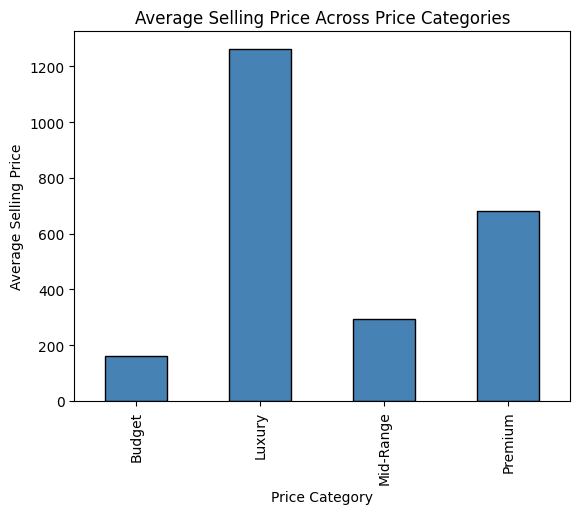 Average Selling Price Across Price Categories
Average Selling Price
1200
1000
800
600
400
200
0
Budget
Luxury
Mid-Range
Premium
Price Category